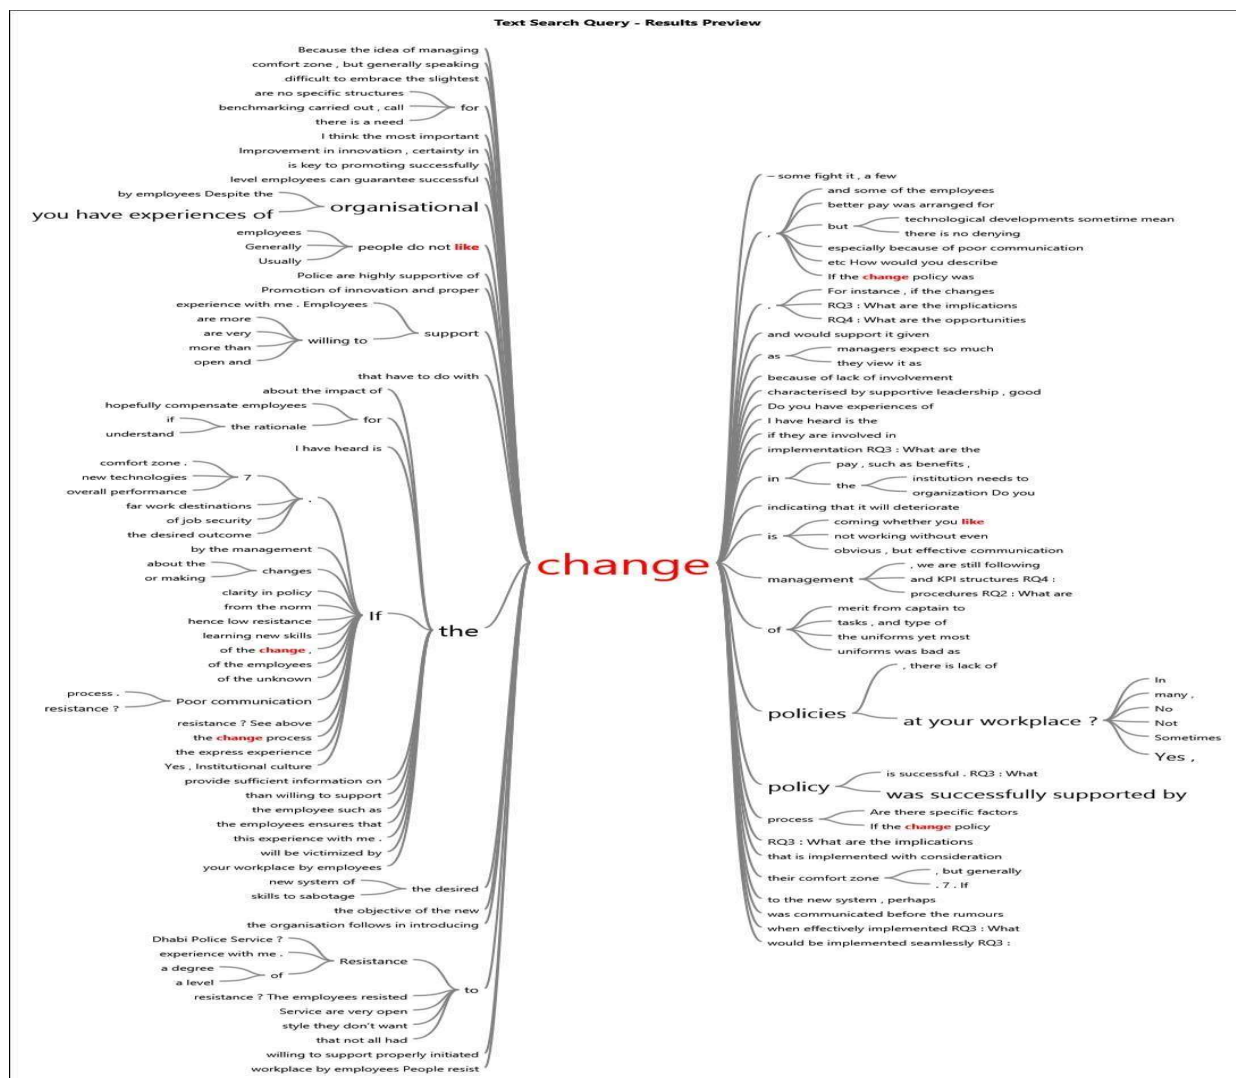 Text Search Query - Results Preview
Because the idea of managing
comfort zone , but generally speaking
difficult to embrace the slightest
are no specific structures
benchmarking carried out , call
for
there is a need
I think the most important
Improvement in innovation , certainty in
is key to promoting successfully
level employees can guarantee successful
by employees Despite the
organisational
you have experiences of
employees
Generally
people do not like
Usually
Police are highly supportive of
Promotion of innovation and proper
experience with me . Employees
are more
are very
support
willing to
more than
open and
that have to do with
about the impact of
hopefully compensate employees
for
if
the rationale
understand
I have heard is
comfort zone .
new technologies
7
overall performance
.
far work destinations
of job security
the desired outcome
by the management
about the
changes
or making
clarity in policy
from the norm
If
hence low resistance
the
learning new skills
of the change ,
of the employees
of the unknown
process .
Poor communication
resistance ?
resistance ? See above
the change process
the express experience
Yes , Institutional culture
provide sufficient information on
than willing to support
the employee such as
the employees ensures that
this experience with me .
will be victimized by
your workplace by employees
new system of
the desired
skills to sabotage
the objective of the new
the organisation follows in introducing
Dhabi Police Service ?
experience with me .
Resistance
a degree
of
a level
to
resistance ? The employees resisted
Service are very open
style they don't want
that not all had
willing to support properly initiated
workplace by employees People resist
change
– some fight it , a few
and some of the employees
better pay was arranged for
technological developments sometime mean
but
there is no denying
,
especially because of poor communication
etc How would you describe
If the change policy was
For instance , if the changes
.
RQ3 : What are the implications
RQ4 : What are the opportunities
and would support it given
managers expect so much
as
they view it as
because of lack of involvement
characterised by supportive leadership , good
Do you have experiences of
I have heard is the
if they are involved in
implementation RQ3 : What are the
pay , such as benefits ,
in
institution needs to
the
organization Do you
indicating that it will deteriorate
coming whether you like
is
not working without even
obvious , but effective communication
, we are still following
management
and KPI structures RQ4 :
procedures RQ2 : What are
merit from captain to
tasks , and type of
of
the uniforms yet most
uniforms was bad as
, there is lack of
policies
at your workplace ?
In
many ,
No
Not
Sometimes
Yes ,
is successful . RQ3 : What
policy
was successfully supported by
Are there specific factors
process
If the change policy
RQ3 : What are the implications
that is implemented with consideration
, but generally
their comfort zone
. 7 . If
to the new system , perhaps
was communicated before the rumours
when effectively implemented RQ3 : What
would be implemented seamlessly RQ3 :